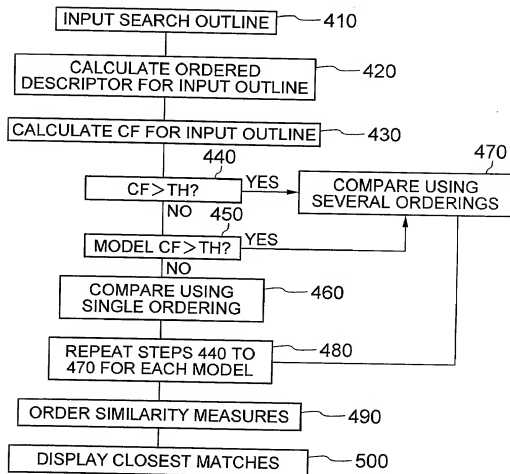 INPUT SEARCH OUTLINE
410
CALCULATE ORDERED
DESCRIPTOR FOR INPUT OUTLINE
420
CALCULATE CF FOR INPUT OUTLINE
430
440
CF>TH?
YES
NO
470
COMPARE USING
SEVERAL ORDERINGS
450
MODEL CF>TH?
YES
NO
COMPARE USING
SINGLE ORDERING
460
REPEAT STEPS 440 TO
470 FOR EACH MODEL
480
ORDER SIMILARITY MEASURES
490
DISPLAY CLOSEST MATCHES
500